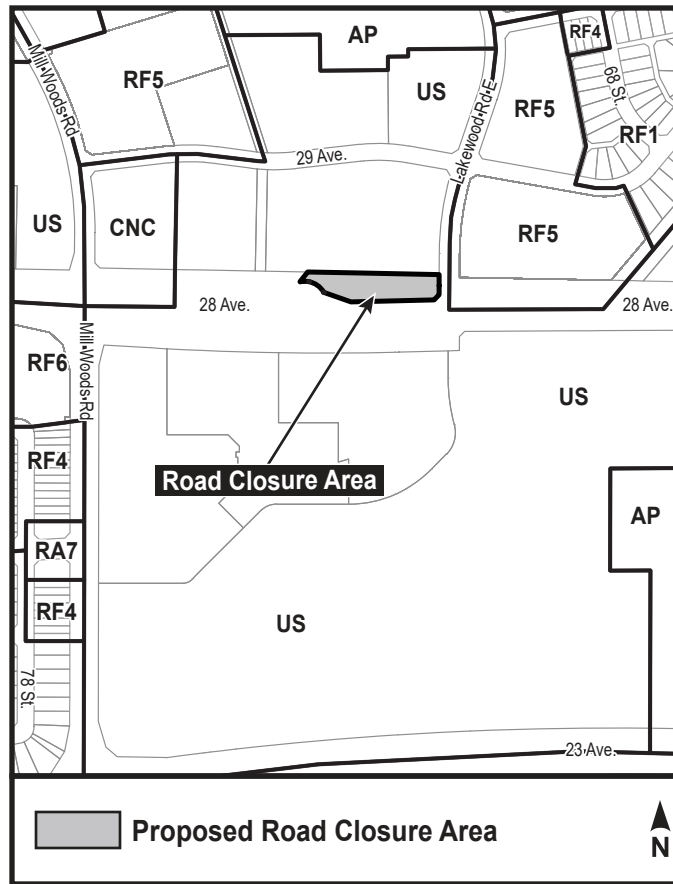 AP
RF4
Mill Woods Rd
RF5
US
Lakewood Rd E
RF5
68 St.
RF1
29 Ave.
US
CNC
RF5
28 Ave.
28 Ave.
Mill Woods Rd
RF6
US
RF4
Road Closure Area
AP
RA7
RF4
US
78 St.
23 Ave.
Proposed Road Closure Area
N